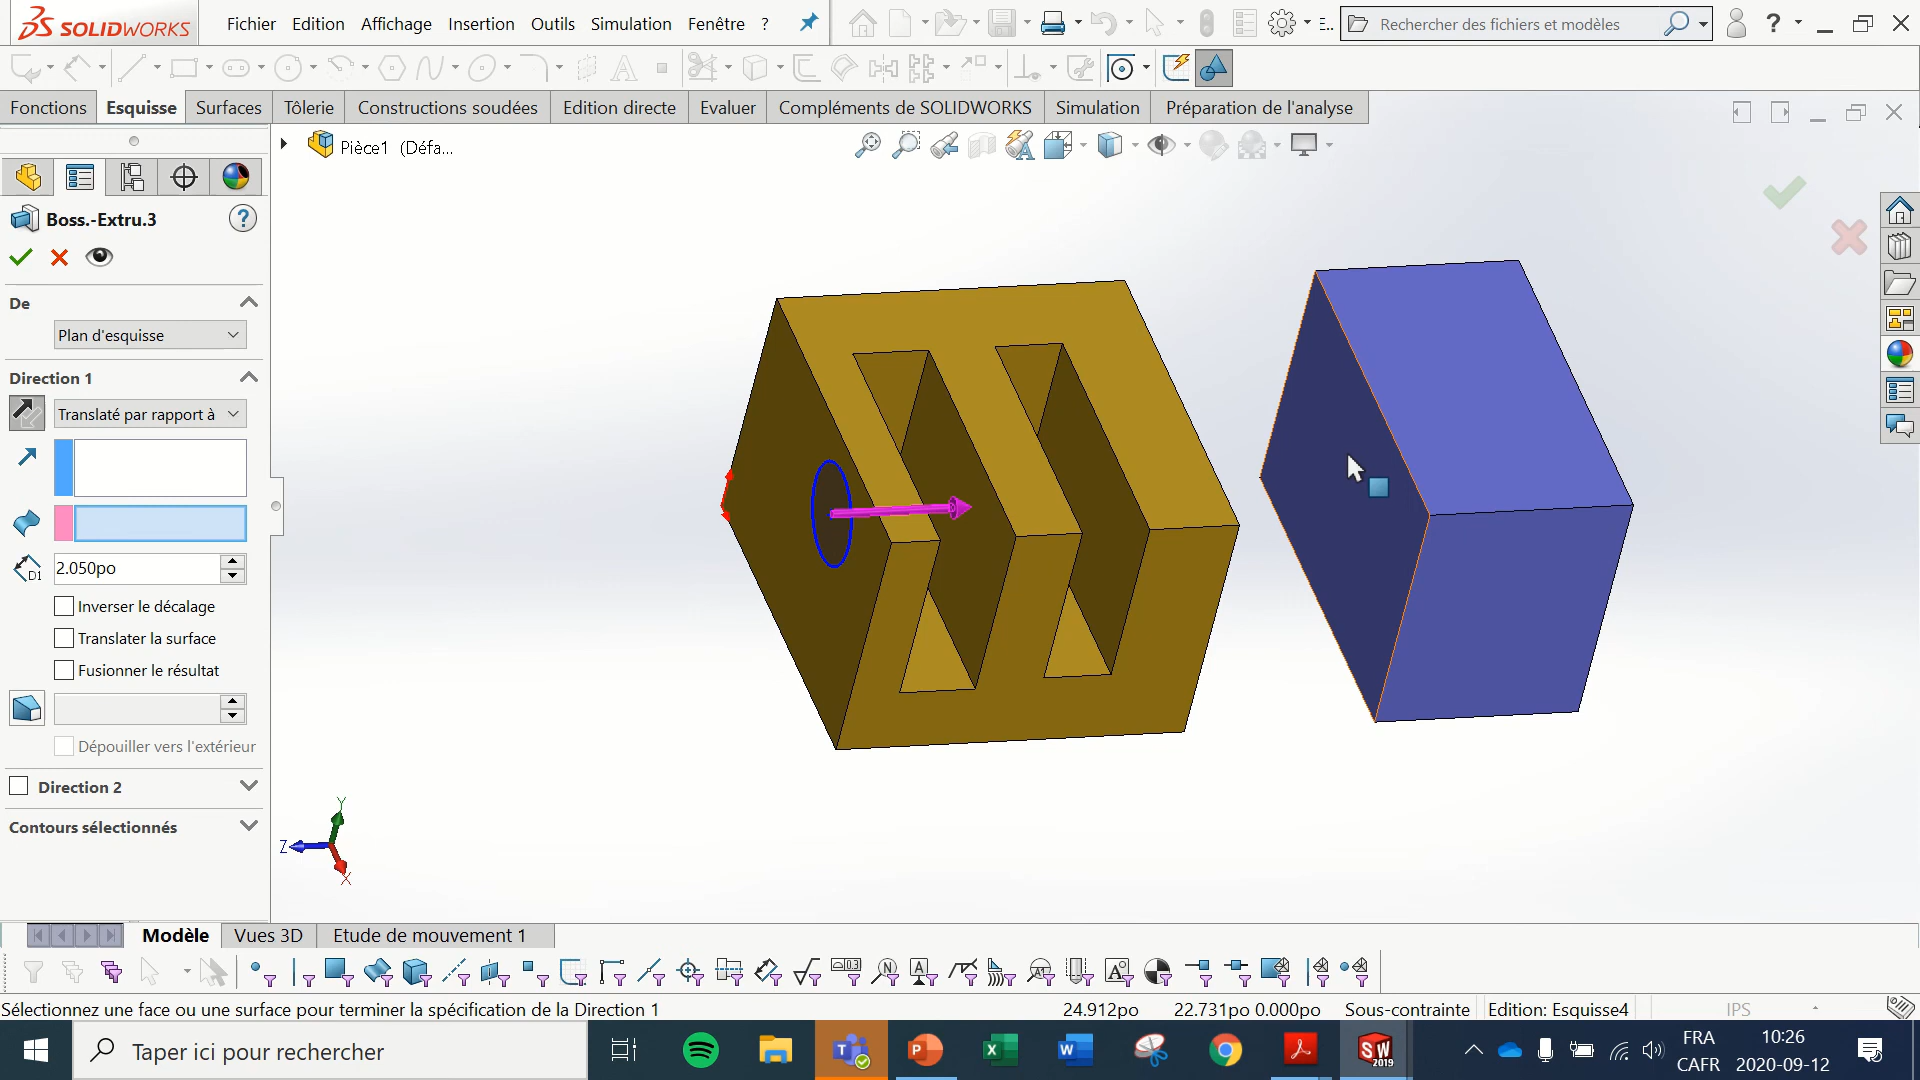 SOLIDWORKS
Fichier Edition Affichage Insertion Outils Simulation Fenêtre ?
E...
Rechercher des fichiers et modèles
?
Fonctions Esquisse Surfaces Tôlerie Constructions soudées Edition directe Evaluer Compléments de SOLIDWORKS Simulation Préparation de l'analyse
Pièce1 (Défa...
Boss.-Extru.3
?
De
Plan d'esquisse
Direction 1
Translaté par rapport à
D1
2.050po
Inverser le décalage
Translater la surface
Fusionner le résultat
Dépouiller vers l'extérieur
Direction 2
Contours sélectionnés
Y
Z
X
Modèle Vues 3D Etude de mouvement 1
Sélectionnez une face ou une surface pour terminer la spécification de la Direction 1
24.912po 22.731po 0.000po Sous-contrainte Edition: Esquisse4 IPS
Taper ici pour rechercher
SW
2019
FRA
CAFR
10:26
2020-09-12